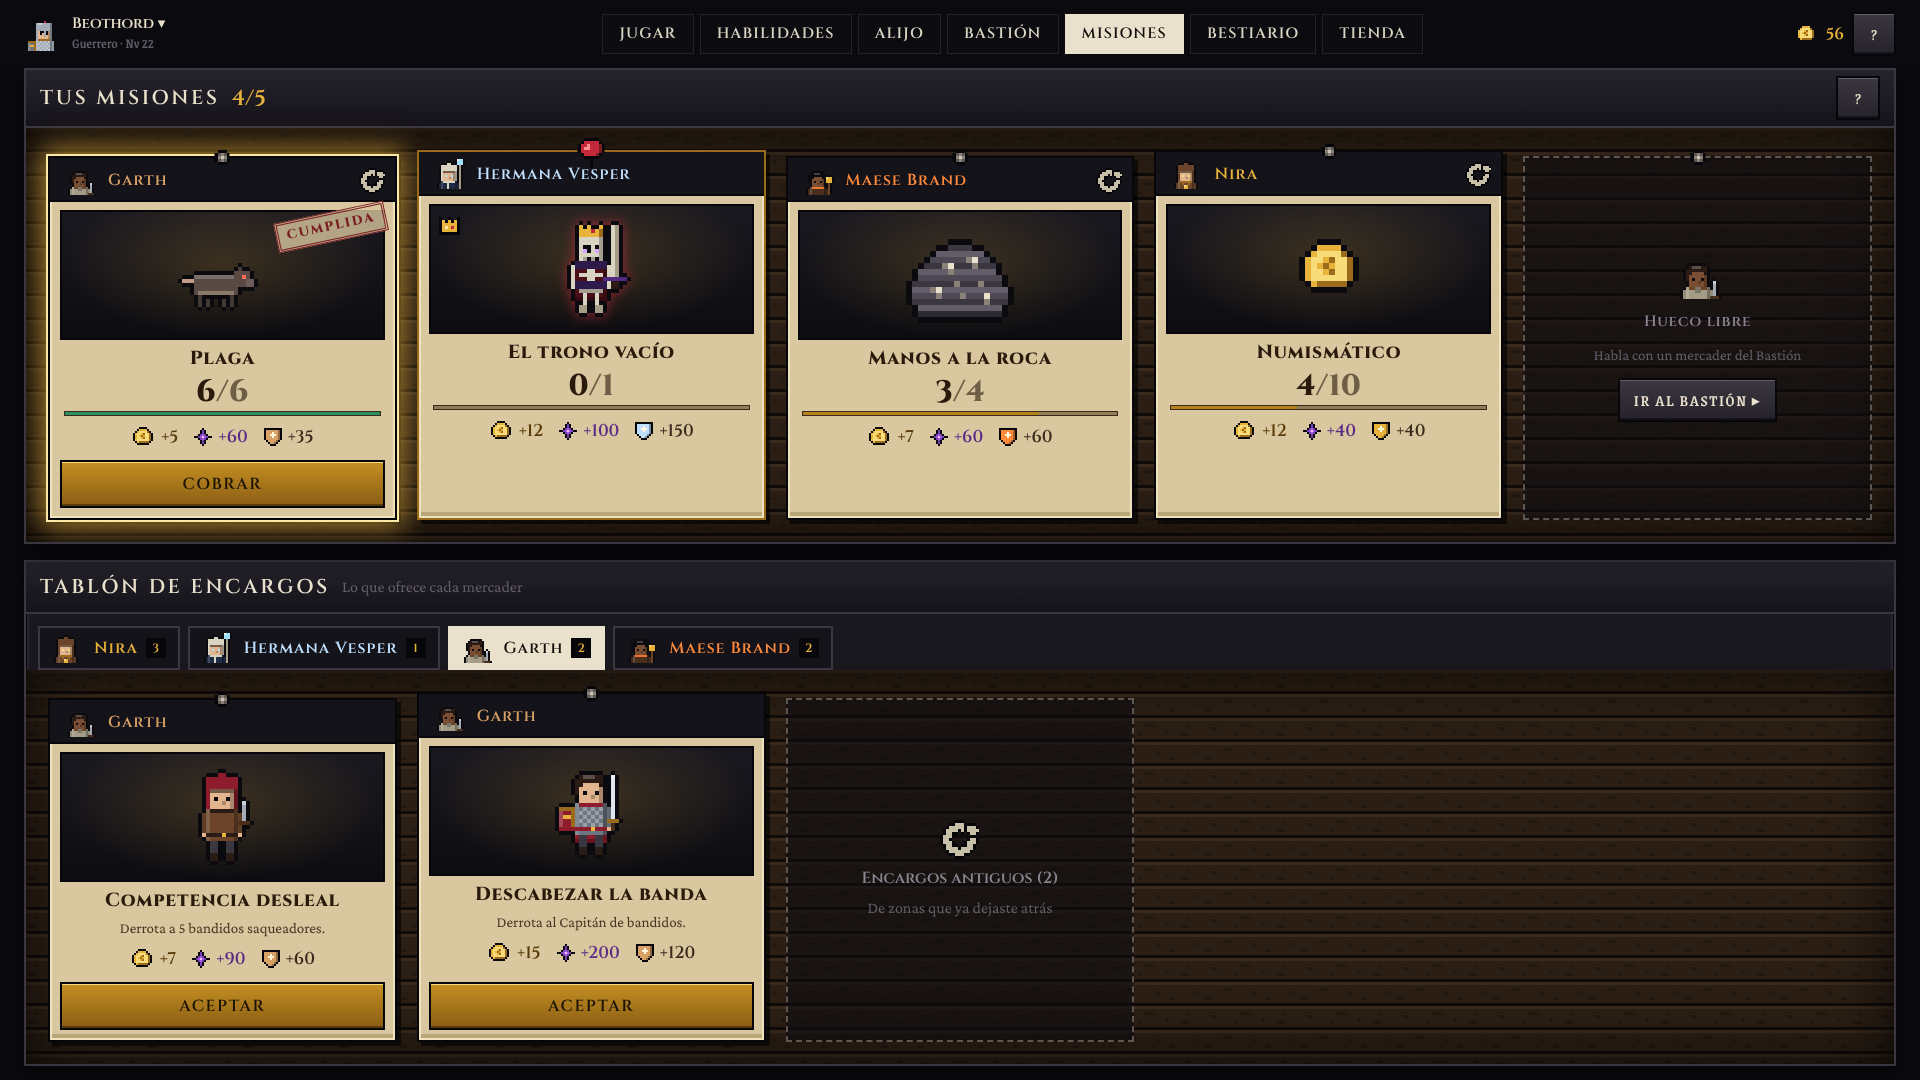 Beothord ▾
Guerrero · Nv 22
JUGAR
HABILIDADES
ALIJO
BASTIÓN
MISIONES
BESTIARIO
TIENDA
56
?
TUS MISIONES 4/5
?
Garth
CUMPLIDA
Plaga
6/6
+5 +60 +35
COBRAR
Hermana Vesper
El trono vacío
0/1
+12 +100 +150
Maese Brand
Manos a la roca
3/4
+7 +60 +60
Nira
Numismático
4/10
+12 +40 +40
Hueco libre
Habla con un mercader del Bastión
IR AL BASTIÓN ▸
TABLÓN DE ENCARGOS Lo que ofrece cada mercader
Nira 3
Hermana Vesper 1
Garth 2
Maese Brand 2
Garth
Competencia desleal
Derrota a 5 bandidos saqueadores.
+7 +90 +60
ACEPTAR
Garth
Descabezar la banda
Derrota al Capitán de bandidos.
+15 +200 +120
ACEPTAR
Encargos antiguos (2)
De zonas que ya dejaste atrás